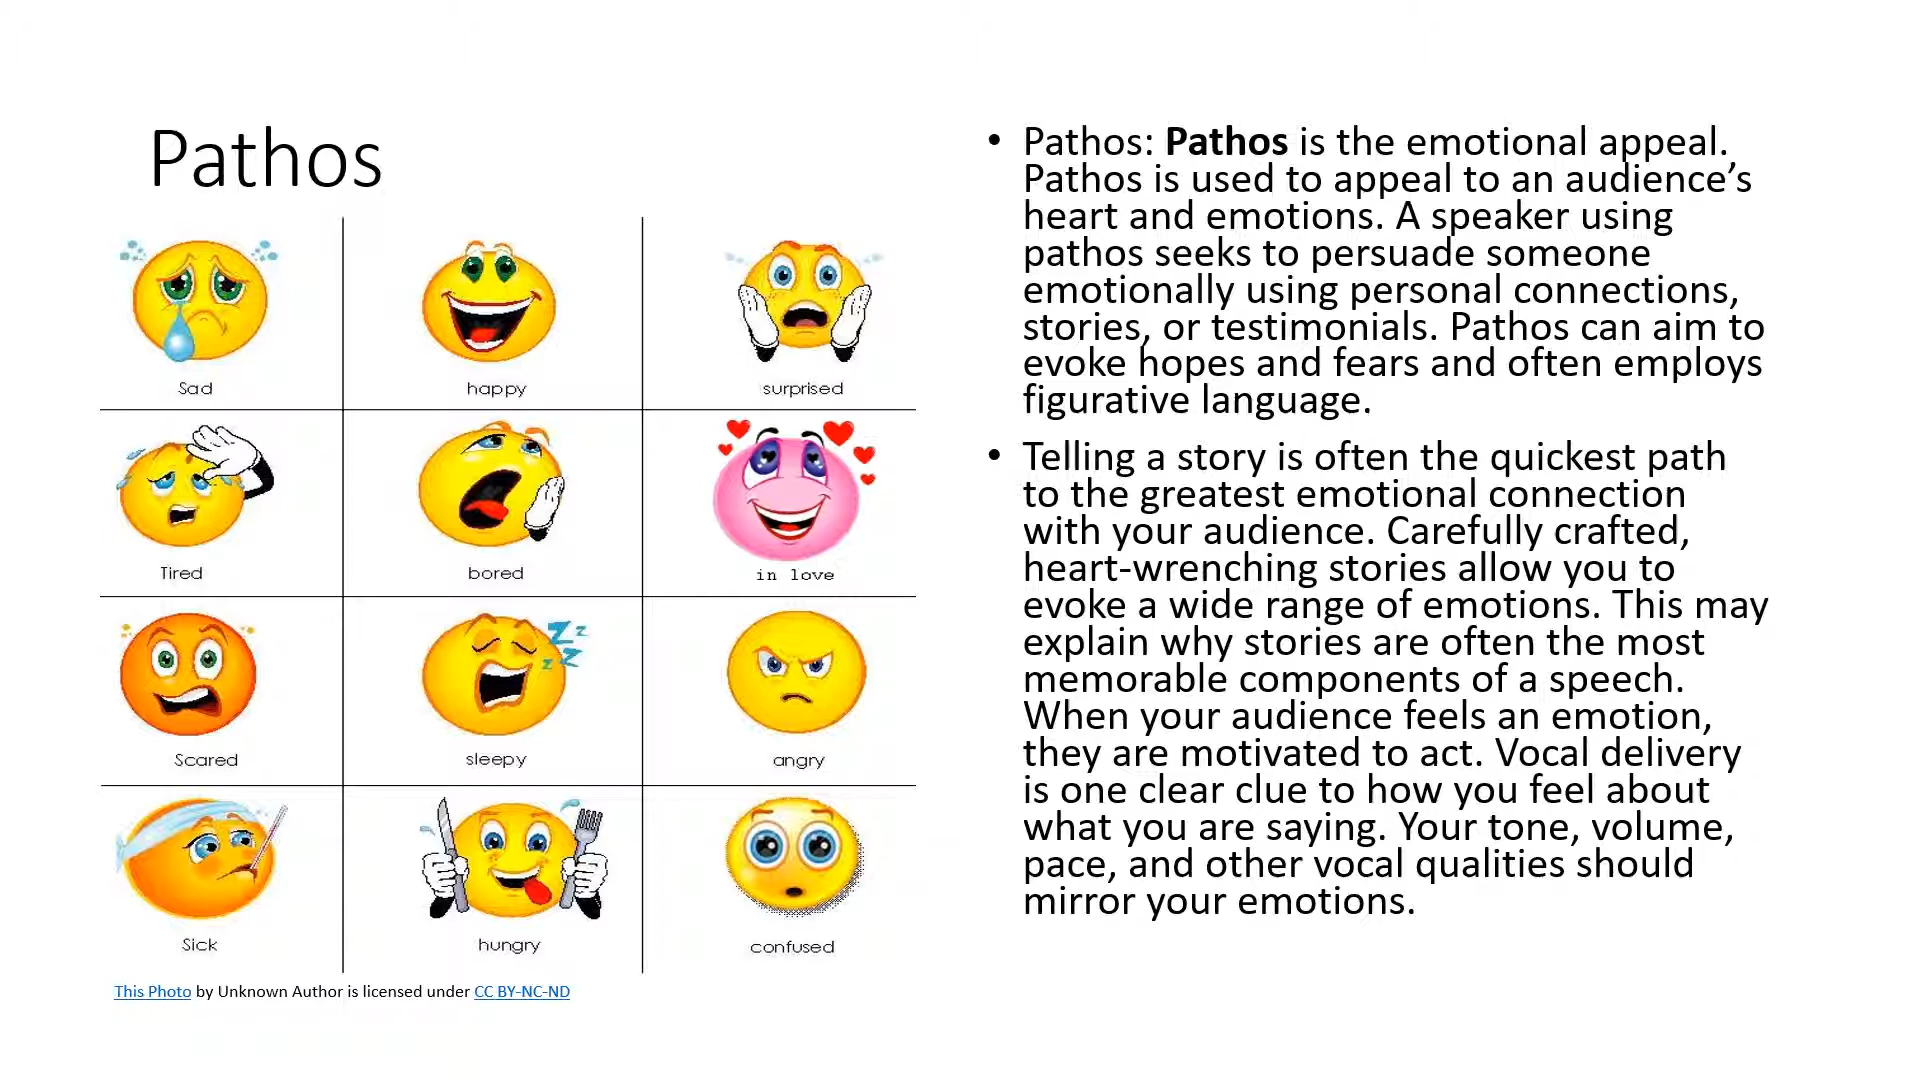 Pathos
Sad
happy
surprised
Tired
bored
in love
Scared
sleepy
angry
Sick
hungry
confused
This Photo by Unknown Author is licensed under CC BY-NC-ND
• Pathos: Pathos is the emotional appeal.
Pathos is used to appeal to an audience’s
heart and emotions. A speaker using
pathos seeks to persuade someone
emotionally using personal connections,
stories, or testimonials. Pathos can aim to
evoke hopes and fears and often employs
figurative language.
• Telling a story is often the quickest path
to the greatest emotional connection
with your audience. Carefully crafted,
heart-wrenching stories allow you to
evoke a wide range of emotions. This may
explain why stories are often the most
memorable components of a speech.
When your audience feels an emotion,
they are motivated to act. Vocal delivery
is one clear clue to how you feel about
what you are saying. Your tone, volume,
pace, and other vocal qualities should
mirror your emotions.